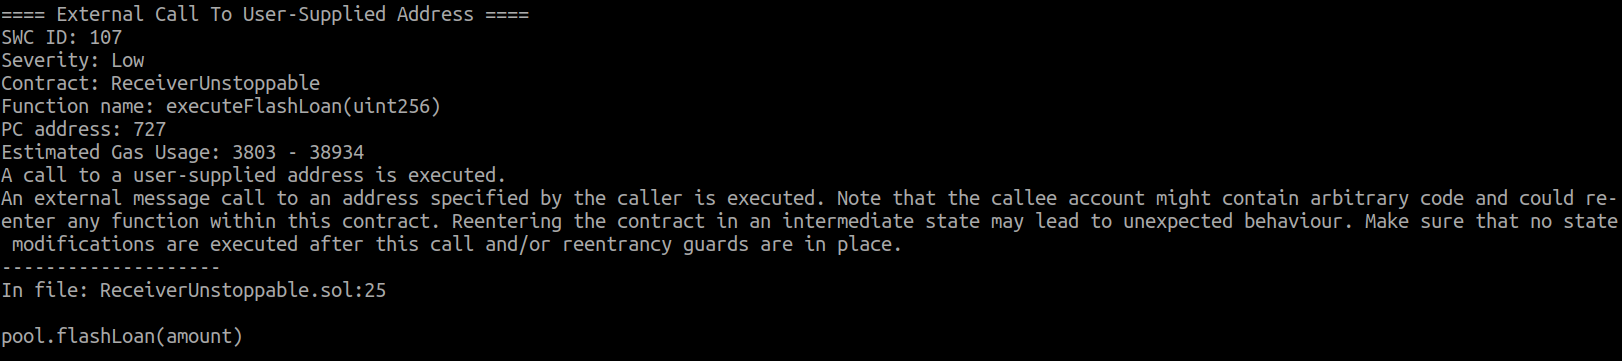 ==== External Call To User-Supplied Address ====
SWC ID: 107
Severity: Low
Contract: ReceiverUnstoppable
Function name: executeFlashLoan(uint256)
PC address: 727
Estimated Gas Usage: 3803 - 38934
A call to a user-supplied address is executed.
An external message call to an address specified by the caller is executed. Note that the callee account might contain arbitrary code and could re-
enter any function within this contract. Reentering the contract in an intermediate state may lead to unexpected behaviour. Make sure that no state
 modifications are executed after this call and/or reentrancy guards are in place.
--------------------
In file: ReceiverUnstoppable.sol:25
pool.flashLoan(amount)